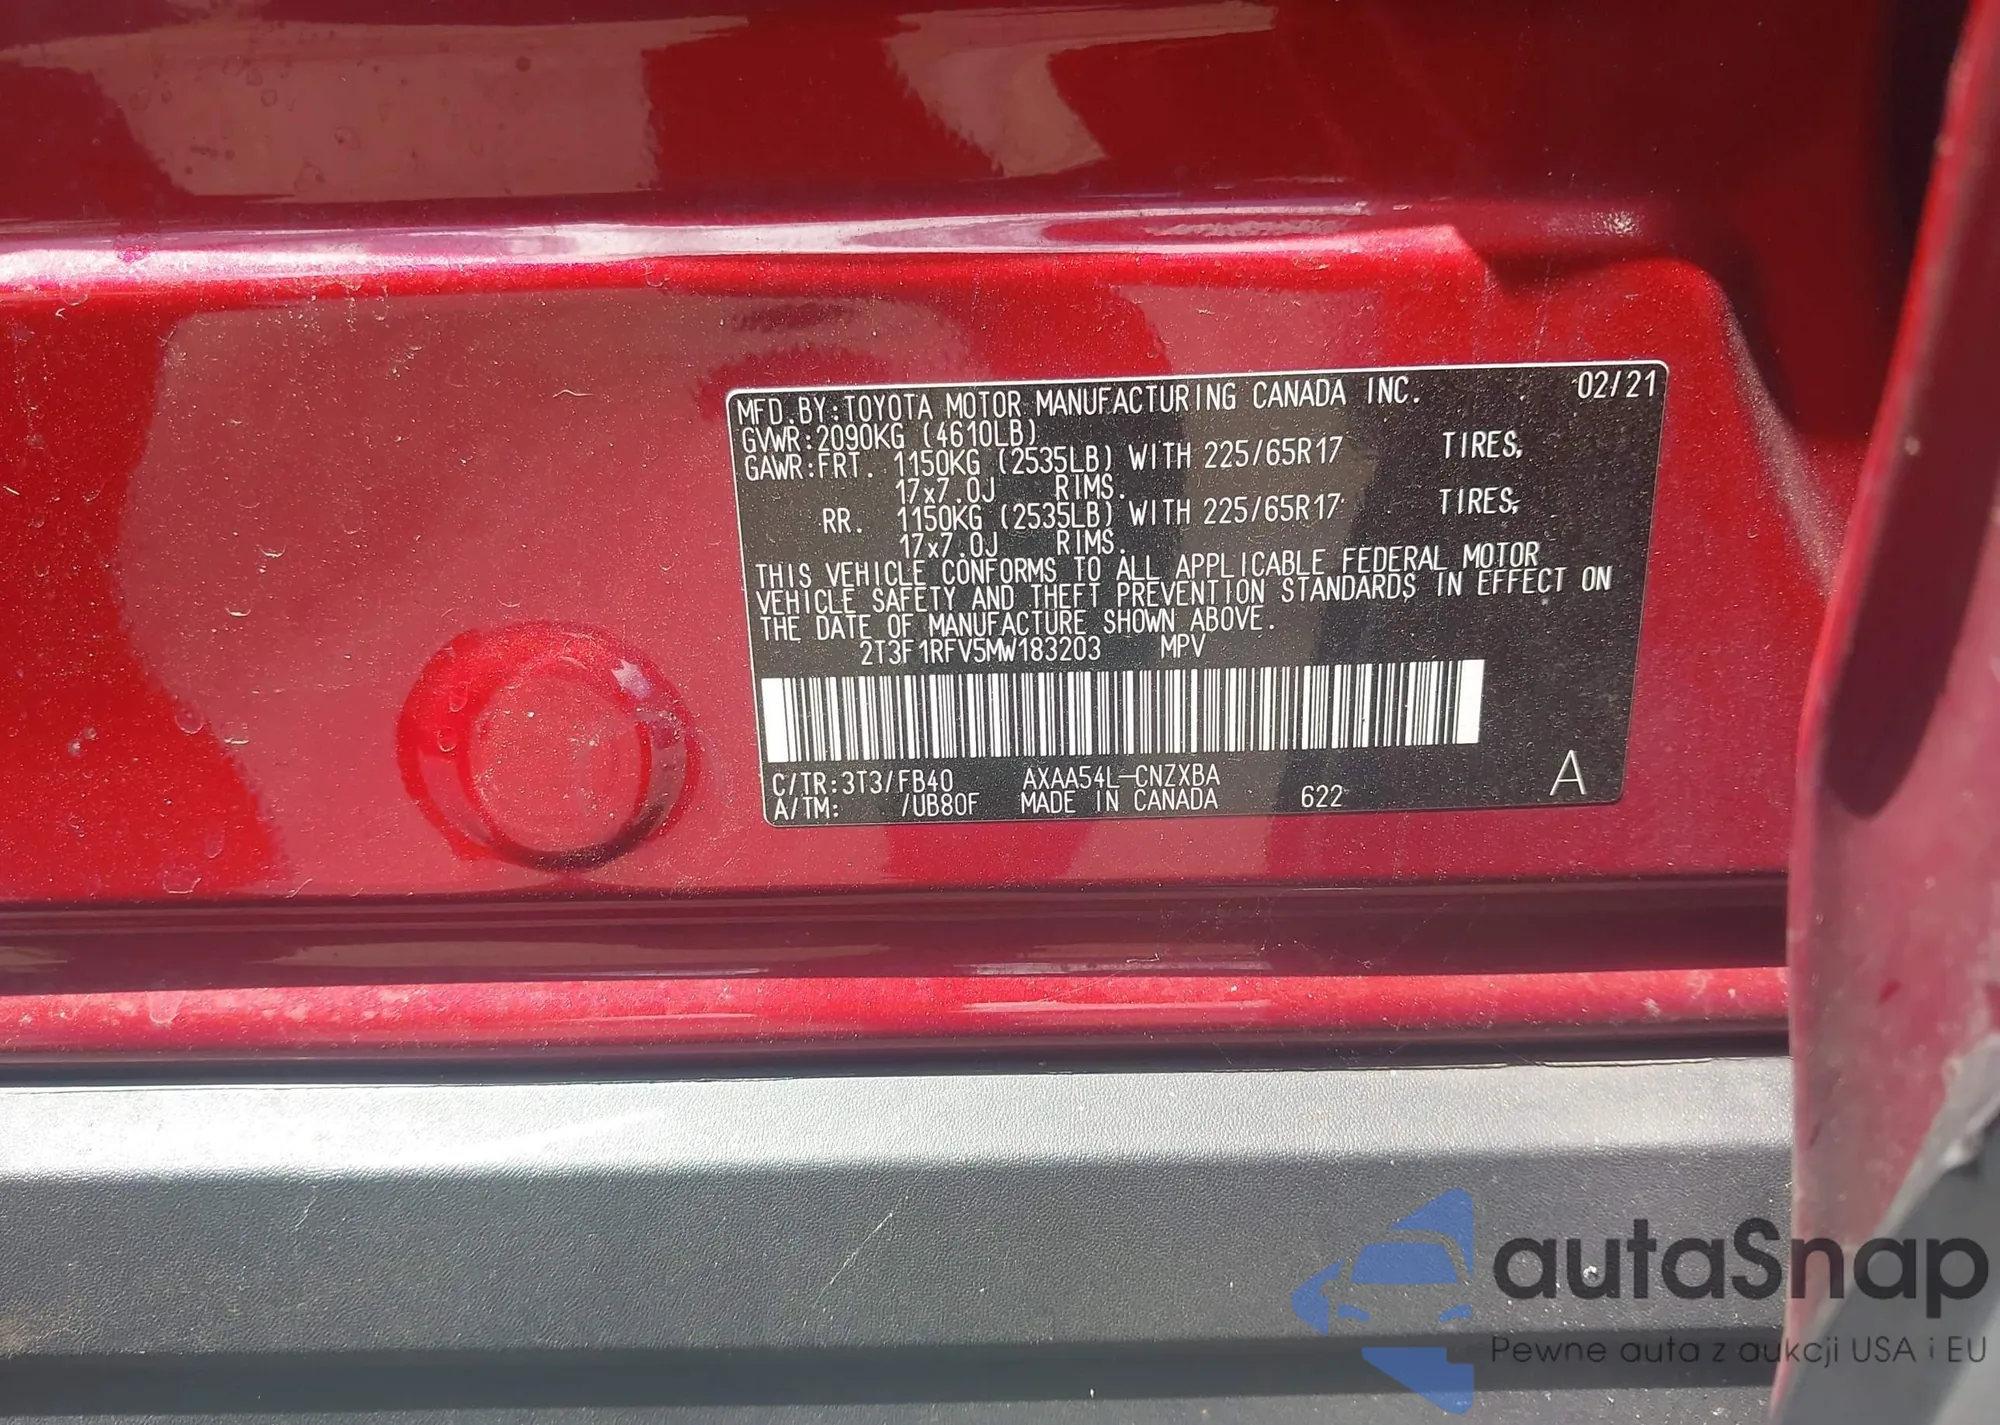 MFD.BY:TOYOTA MOTOR MANUFACTURING CANADA INC. 02/21
GVWR:2090KG (4610LB)
GAWR:FRT. 1150KG (2535LB) WITH 225/65R17 TIRES,
17x7.0J RIMS.
RR. 1150KG (2535LB) WITH 225/65R17 TIRES,
17x7.0J RIMS.
THIS VEHICLE CONFORMS TO ALL APPLICABLE FEDERAL MOTOR
VEHICLE SAFETY AND THEFT PREVENTION STANDARDS IN EFFECT ON
THE DATE OF MANUFACTURE SHOWN ABOVE.
2T3F1RFV5MW183203 MPV
C/TR:3T3/FB40 AXAA54L-CNZXBA
A/TM: /UB80F MADE IN CANADA 622 A
autaSnap
Pewne auta z aukcji USA i EU